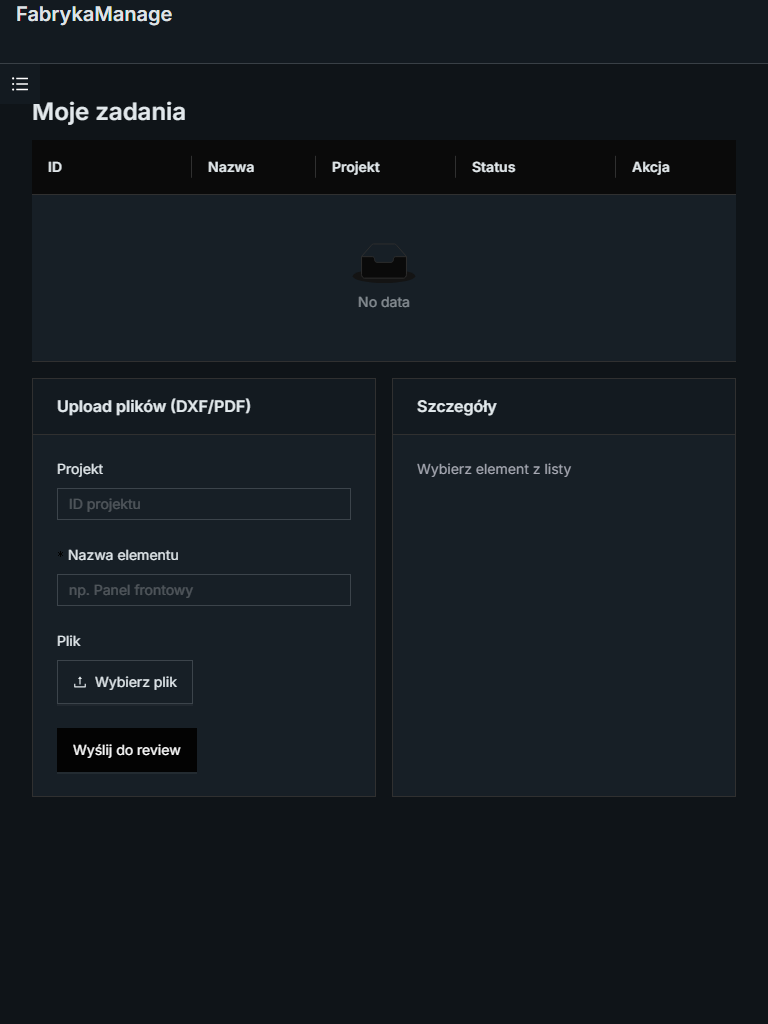 FabrykaManage
Moje zadania
ID Nazwa Projekt Status Akcja
No data
Upload plików (DXF/PDF)
Projekt
ID projektu
* Nazwa elementu
np. Panel frontowy
Plik
Wybierz plik
Wyślij do review
Szczegóły
Wybierz element z listy